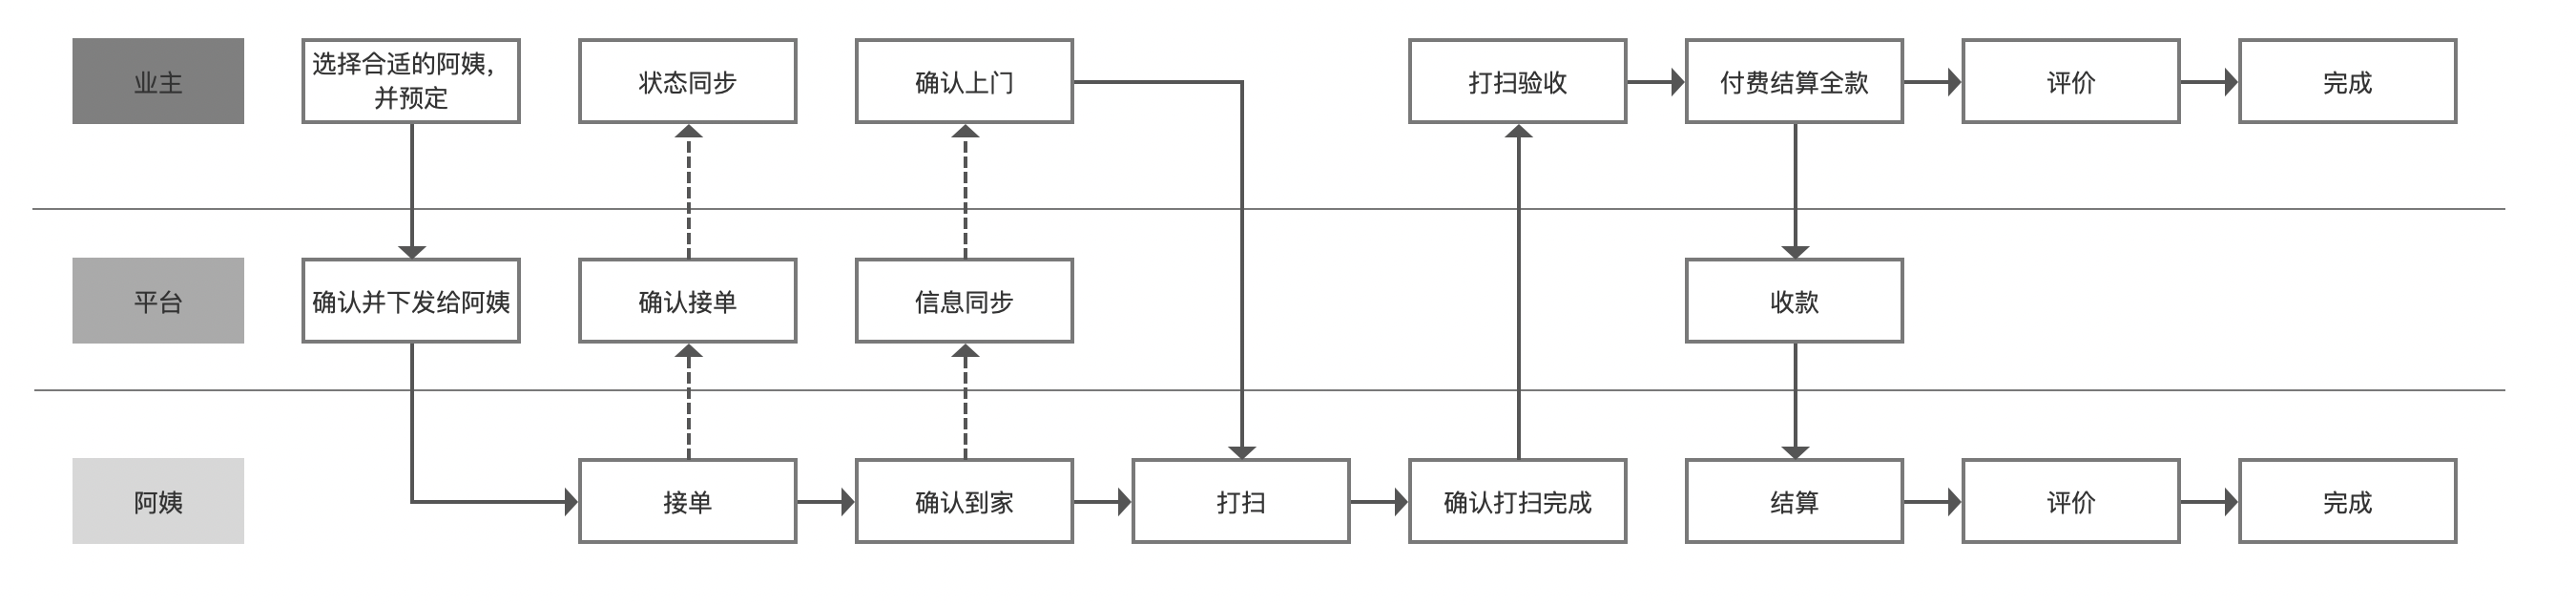 业主
选择合适的阿姨，
并预定
状态同步
确认上门
打扫验收
付费结算全款
评价
完成
平台
确认并下发给阿姨
确认接单
信息同步
收款
阿姨
接单
确认到家
打扫
确认打扫完成
结算
评价
完成